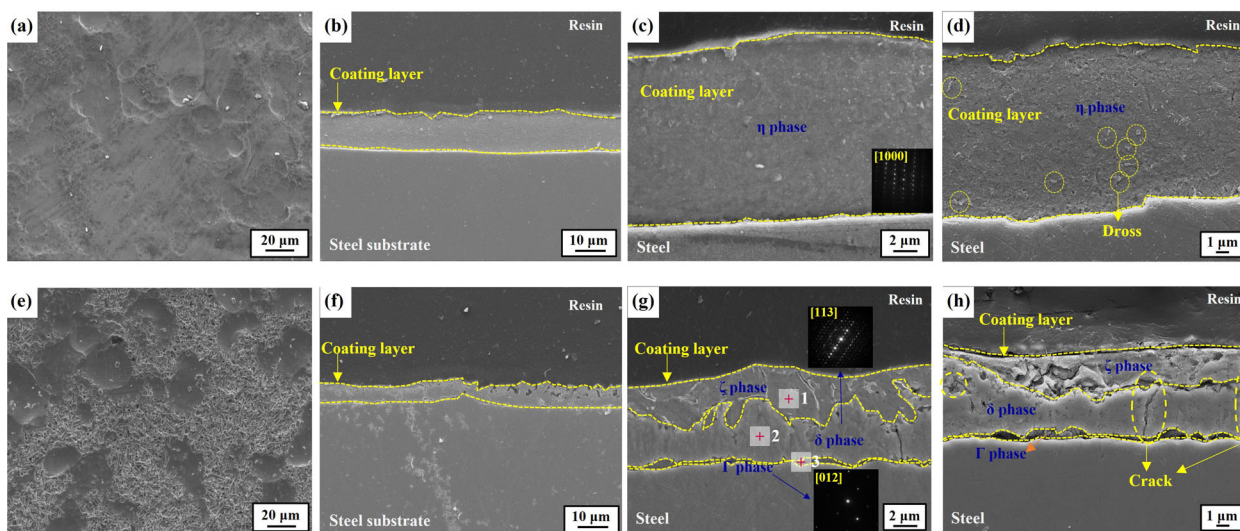 (a)
20 µm
(b)
Resin
Coating layer
Steel substrate
10 µm
(c)
Resin
Coating layer
η phase
[1000]
Steel
2 µm
(d)
Resin
Coating layer
η phase
Steel
Dross
1 µm
(e)
20 µm
(f)
Resin
Coating layer
Steel substrate
10 µm
(g)
Resin
[113]
Coating layer
ζ phase
1
2
δ phase
Γ phase
3
[012]
Steel
2 µm
(h)
Resin
Coating layer
ζ phase
δ phase
Γ phase
Crack
Steel
1 µm